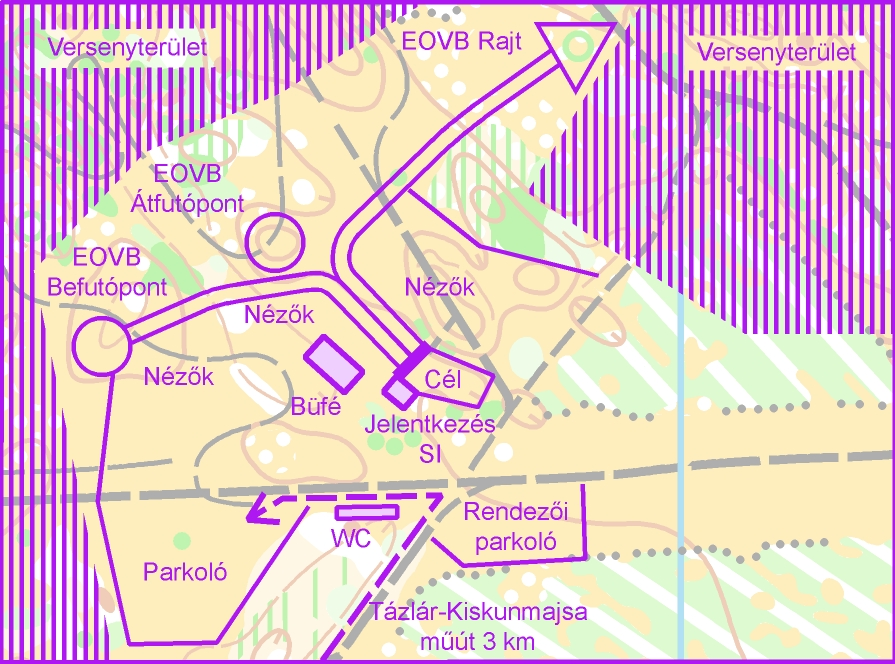 Versenyterület
EOVB Rajt
Versenyterület
EOVB
Átfutópont
EOVB
Befutópont
Nézők
Nézők
Nézők
Büfé
Cél
Jelentkezés
SI
WC
Rendezői
parkoló
Parkoló
Tázlár-Kiskunmajsa
műút 3 km